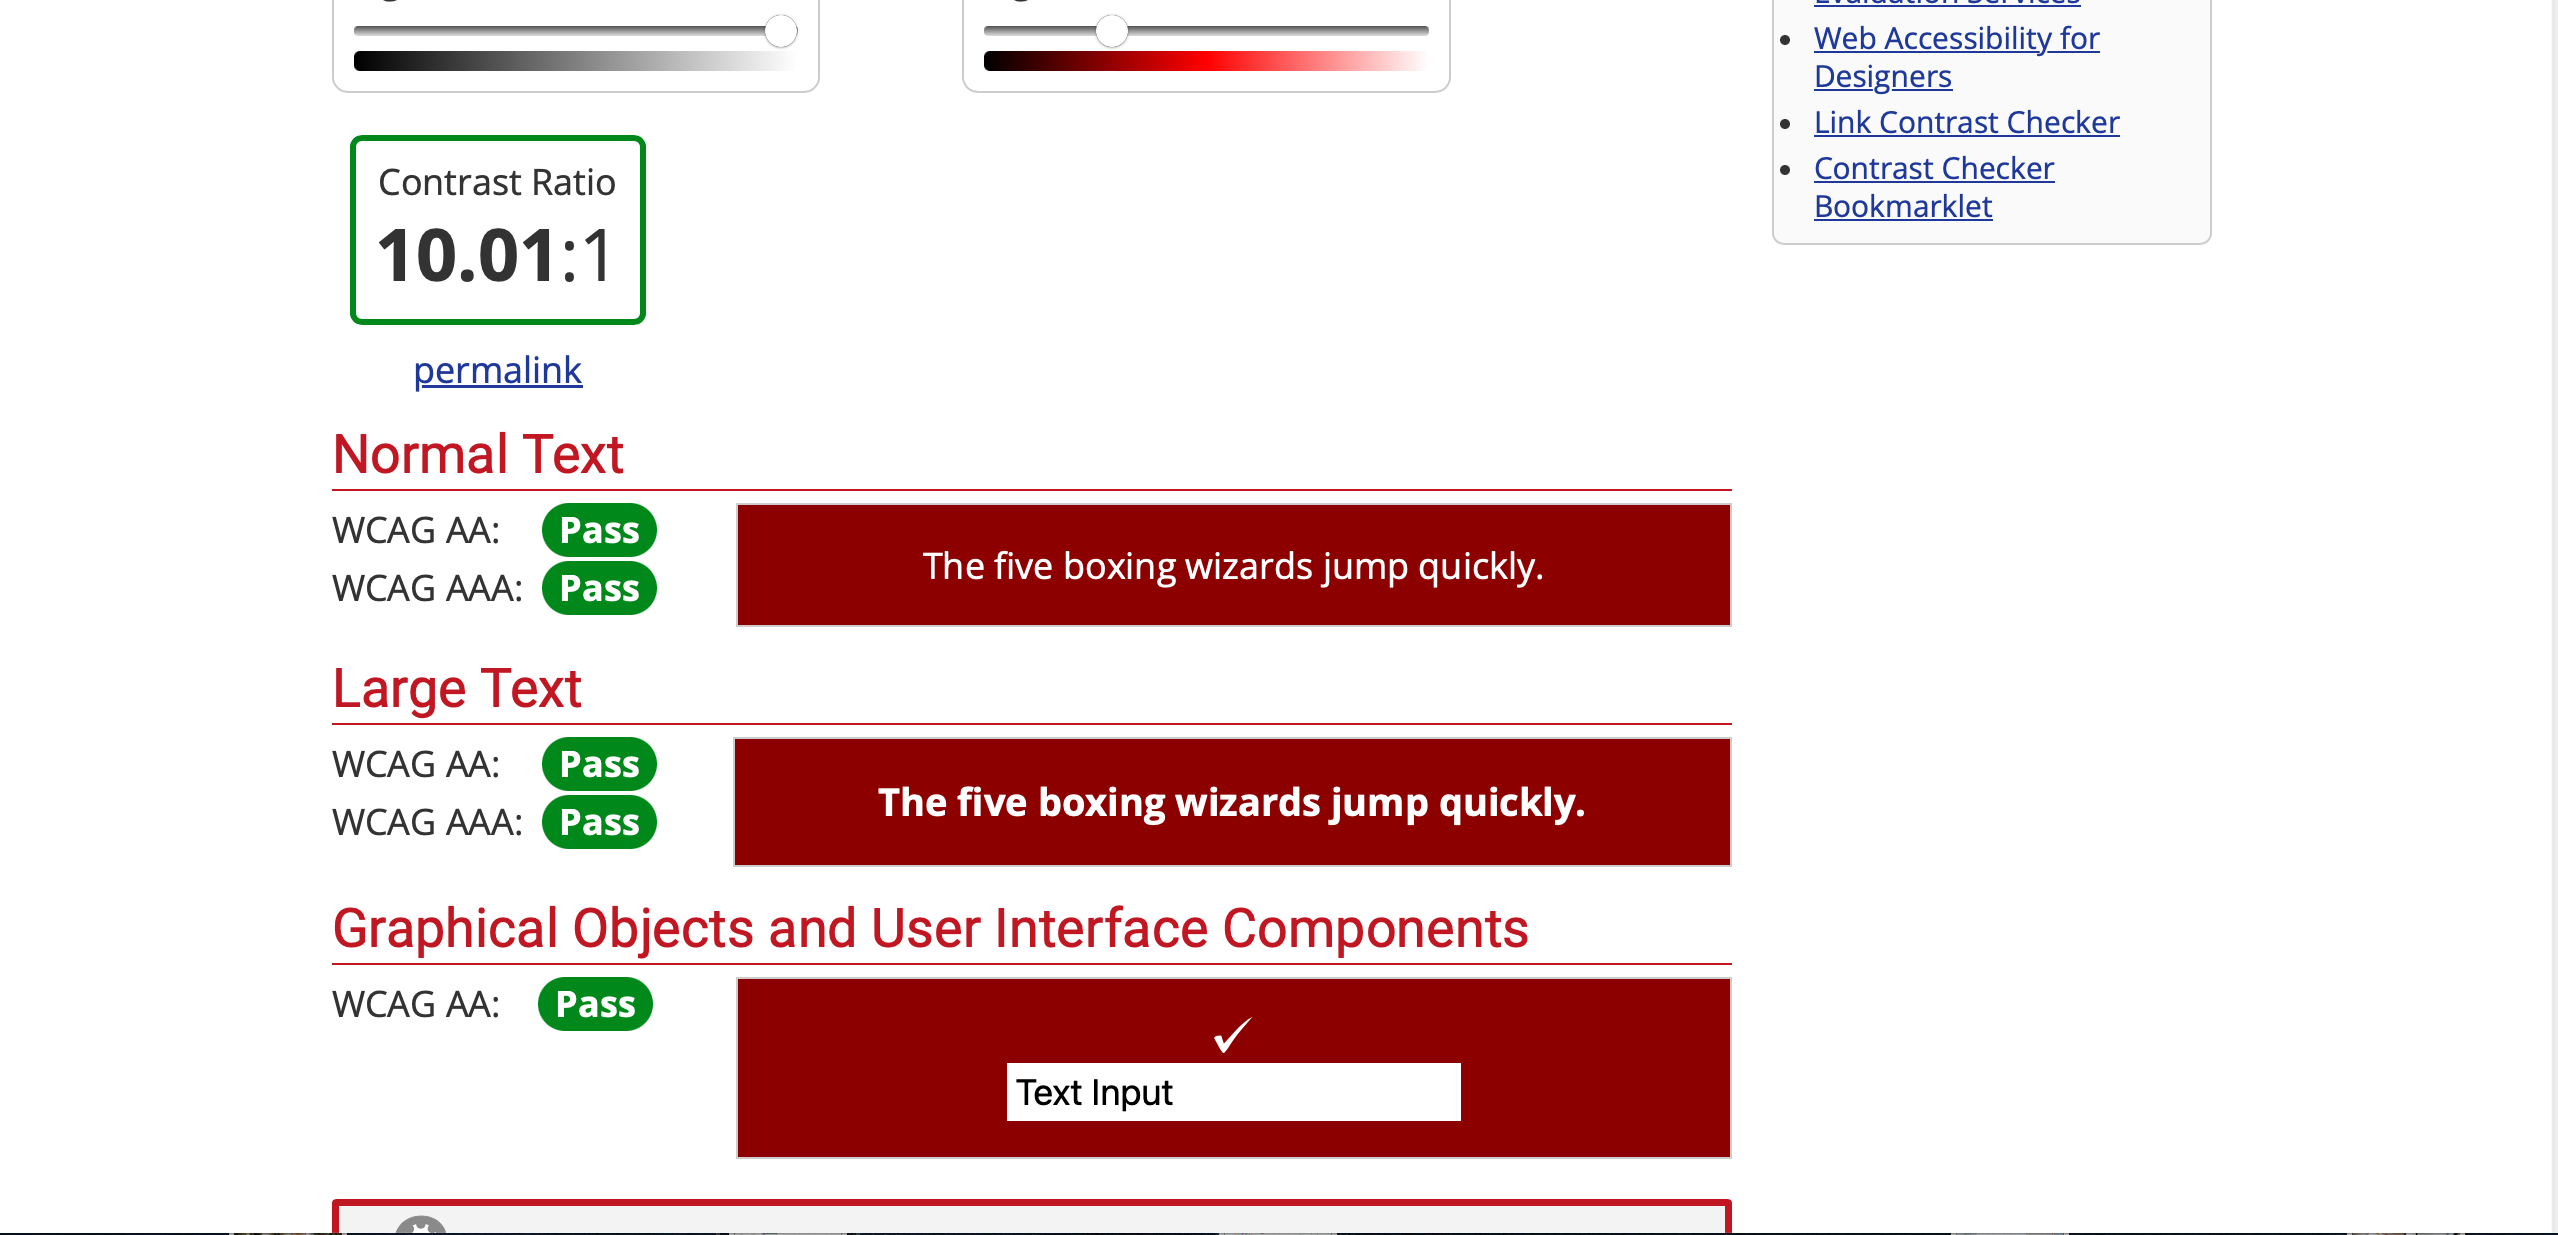 Evaluation Services
Web Accessibility for
Designers
Link Contrast Checker
Contrast Checker
Bookmarklet
Contrast Ratio
10.01:1
permalink
Normal Text
WCAG AA: Pass
WCAG AAA: Pass
The five boxing wizards jump quickly.
Large Text
WCAG AA: Pass
WCAG AAA: Pass
The five boxing wizards jump quickly.
Graphical Objects and User Interface Components
WCAG AA: Pass
✓
Text Input